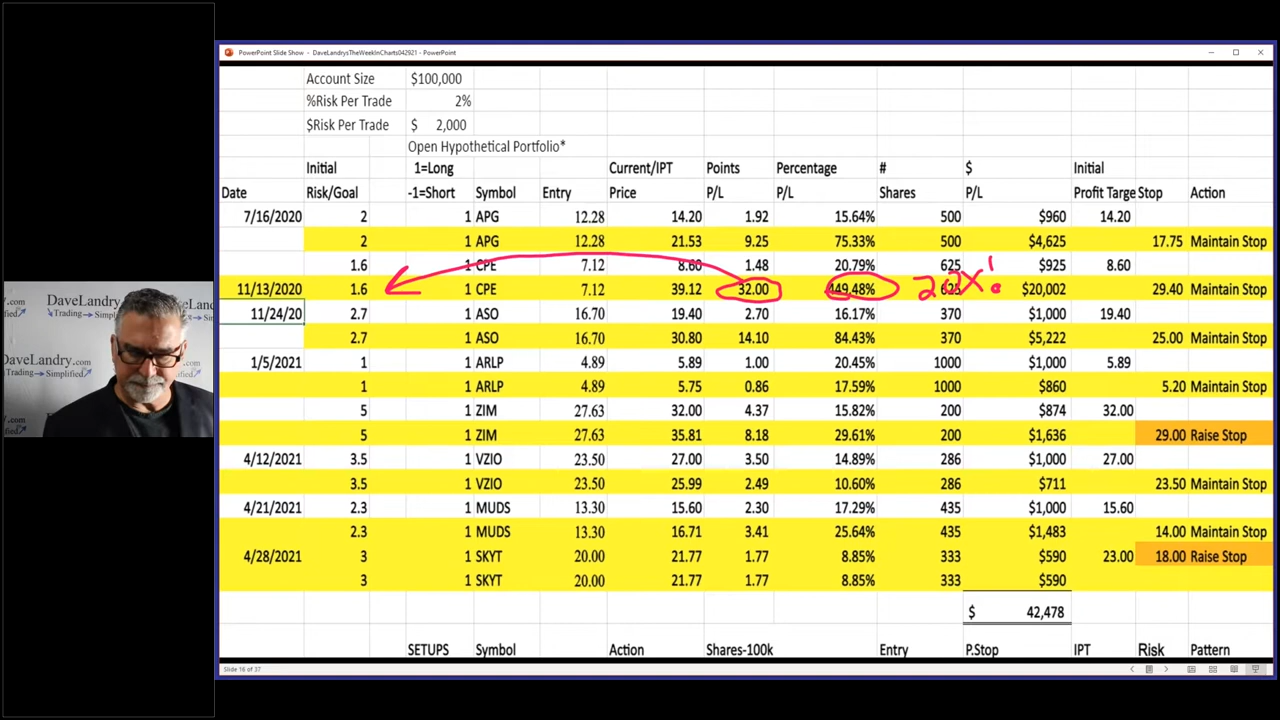 PowerPoint Slide Show - DaveLandrysTheWeekInCharts042921 - PowerPoint
Account Size $100,000
%Risk Per Trade 2%
$Risk Per Trade $ 2,000
Open Hypothetical Portfolio*
Initial 1=Long Current/IPT Points Percentage # $ Initial
Date Risk/Goal -1=Short Symbol Entry Price P/L P/L Shares P/L Profit Targe Stop Action
7/16/2020 2 1 APG 12.28 14.20 1.92 15.64% 500 $960 14.20
2 1 APG 12.28 21.53 9.25 75.33% 500 $4,625 17.75 Maintain Stop
1.6 1 CPE 7.12 8.60 1.48 20.79% 625 $925 8.60
11/13/2020 1.6 1 CPE 7.12 39.12 32.00 449.48% 625 $20,002 29.40 Maintain Stop
20X!
11/24/20 2.7 1 ASO 16.70 19.40 2.70 16.17% 370 $1,000 19.40
2.7 1 ASO 16.70 30.80 14.10 84.43% 370 $5,222 25.00 Maintain Stop
1/5/2021 1 1 ARLP 4.89 5.89 1.00 20.45% 1000 $1,000 5.89
1 1 ARLP 4.89 5.75 0.86 17.59% 1000 $860 5.20 Maintain Stop
5 1 ZIM 27.63 32.00 4.37 15.82% 200 $874 32.00
5 1 ZIM 27.63 35.81 8.18 29.61% 200 $1,636 29.00 Raise Stop
4/12/2021 3.5 1 VZIO 23.50 27.00 3.50 14.89% 286 $1,000 27.00
3.5 1 VZIO 23.50 25.99 2.49 10.60% 286 $711 23.50 Maintain Stop
4/21/2021 2.3 1 MUDS 13.30 15.60 2.30 17.29% 435 $1,000 15.60
2.3 1 MUDS 13.30 16.71 3.41 25.64% 435 $1,483 14.00 Maintain Stop
4/28/2021 3 1 SKYT 20.00 21.77 1.77 8.85% 333 $590 23.00 18.00 Raise Stop
3 1 SKYT 20.00 21.77 1.77 8.85% 333 $590
$ 42,478
SETUPS Symbol Action Shares-100k Entry P.Stop IPT Risk Pattern
Slide 16 of 37
DaveLandry.com
Trading→Simplified